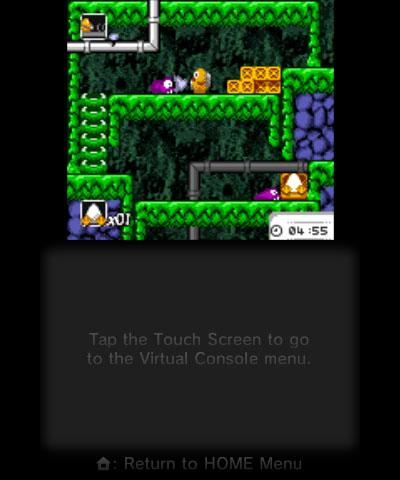 x01
04:55
Tap the Touch Screen to go
to the Virtual Console menu.
: Return to HOME Menu